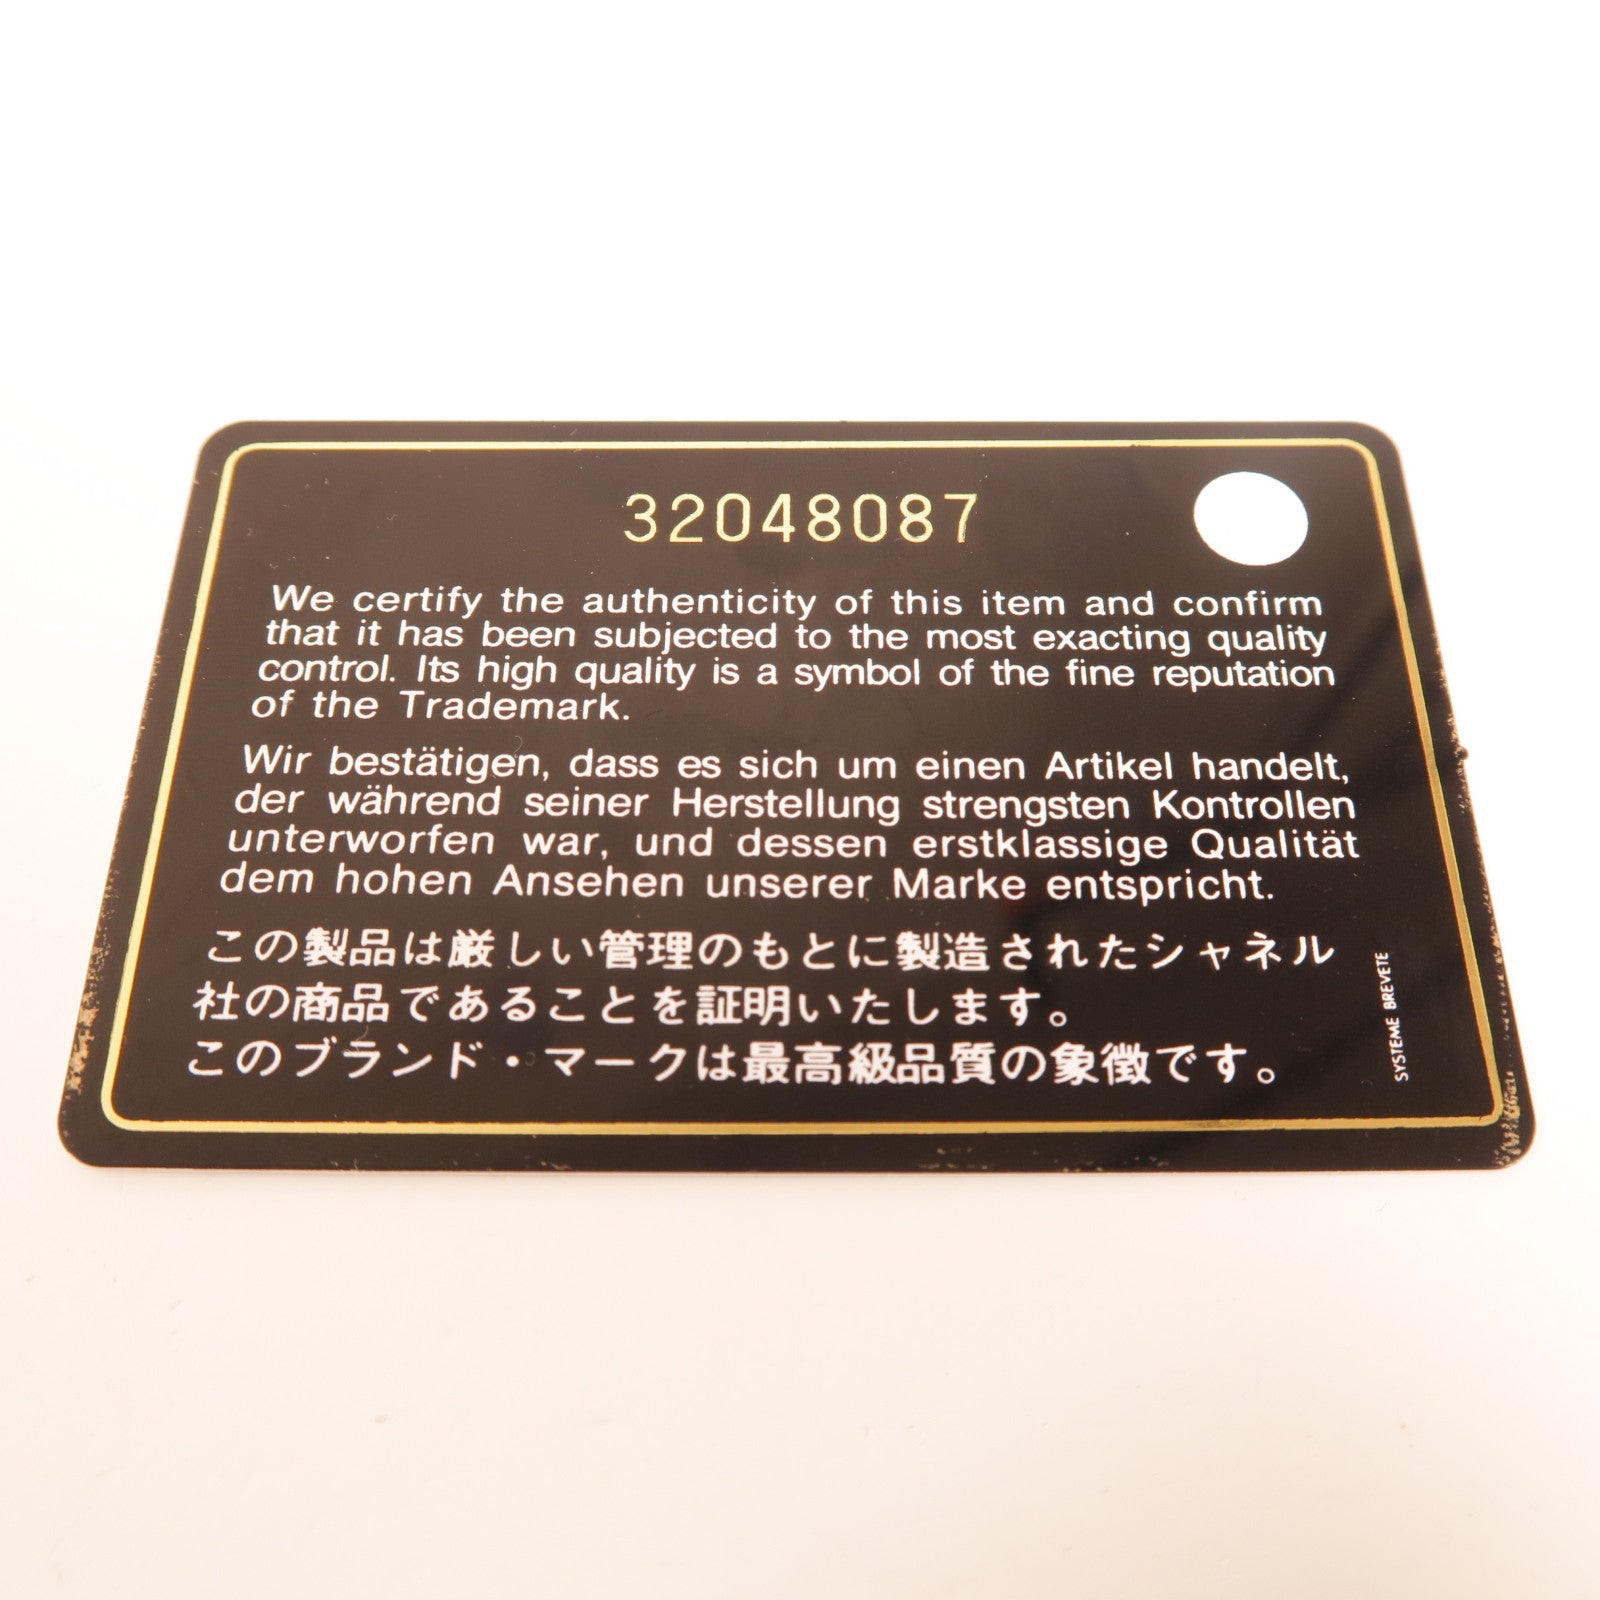 32048087
We certify the authenticity of this item and confirm
that it has been subjected to the most exacting quality
control. Its high quality is a symbol of the fine reputation
of the Trademark.
Wir bestätigen, dass es sich um einen Artikel handelt,
der während seiner Herstellung strengsten Kontrollen
unterworfen war, und dessen erstklassige Qualität
dem hohen Ansehen unserer Marke entspricht.
この製品は厳しい管理のもとに製造されたシャネル
社の商品であることを証明いたします。
このブランド・マークは最高級品質の象徴です。
SYSTEME BREVETE